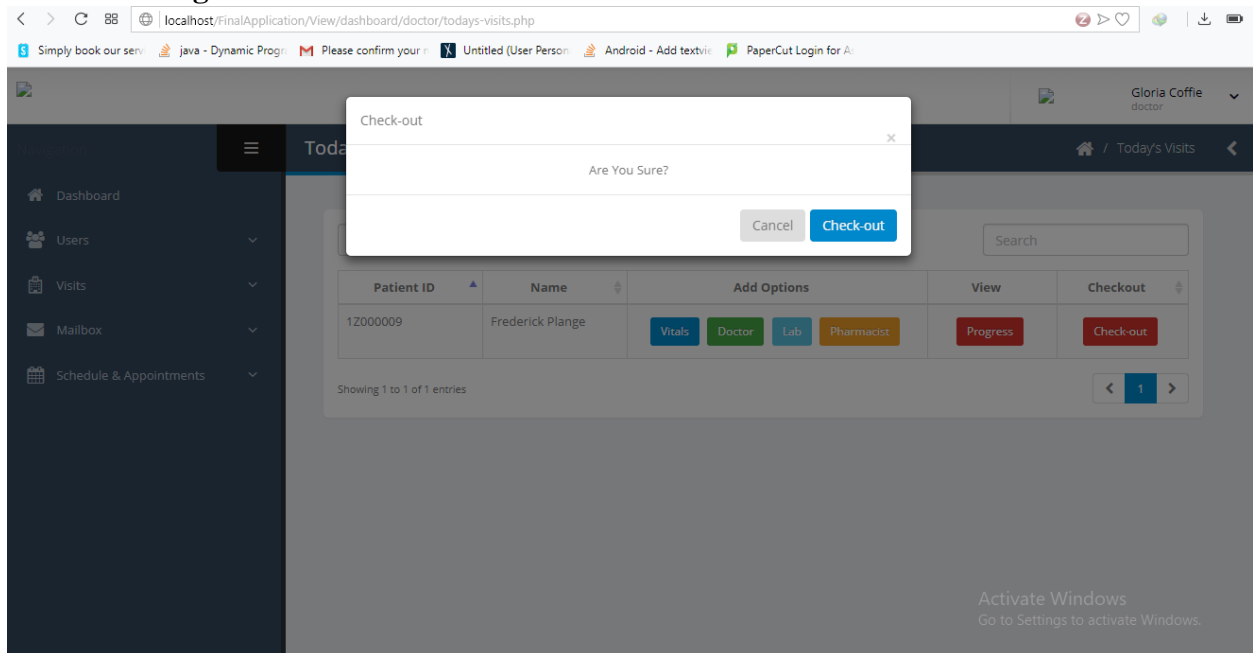 localhost/FinalApplication/View/dashboard/doctor/todays-visits.php
2
Simply book our serv
java - Dynamic Progr
Please confirm your r
Untitled (User Person
Android - Add textvie
PaperCut Login for A
Gloria Coffie
doctor
Check-out
×
Navigation
Toda
/ Today's Visits
Are You Sure?
Dashboard
Cancel
Check-out
Users
Search
Visits
Mailbox
Schedule & Appointments
Patient ID
Name
Add Options
View
Checkout
1Z000009
Frederick Plange
Vitals
Doctor
Lab
Pharmacist
Progress
Check-out
Showing 1 to 1 of 1 entries
1
Activate Windows
Go to Settings to activate Windows.